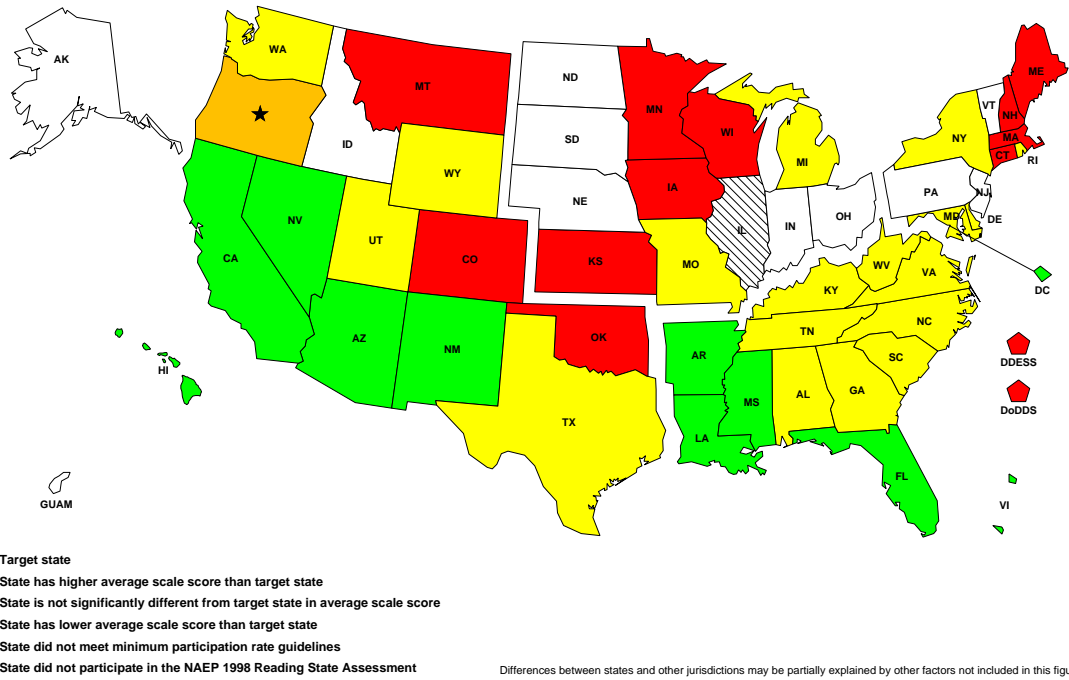 AK
WA
MT
ND
MN
ME
VT
NH
MA
CT
RI
NY
WI
MI
ID
SD
WY
IA
NE
PA
NJ
OH
IN
IL
MD
DE
NV
UT
CO
CA
KS
MO
WV
VA
KY
DC
AZ
NM
OK
AR
TN
NC
SC
HI
DDESS
MS
AL
GA
TX
LA
DoDDS
FL
GUAM
VI
Target state
State has higher average scale score than target state
State is not significantly different from target state in average scale score
State has lower average scale score than target state
State did not meet minimum participation rate guidelines
State did not participate in the NAEP 1998 Reading State Assessment
Differences between states and other jurisdictions may be partially explained by other factors not included in this figu